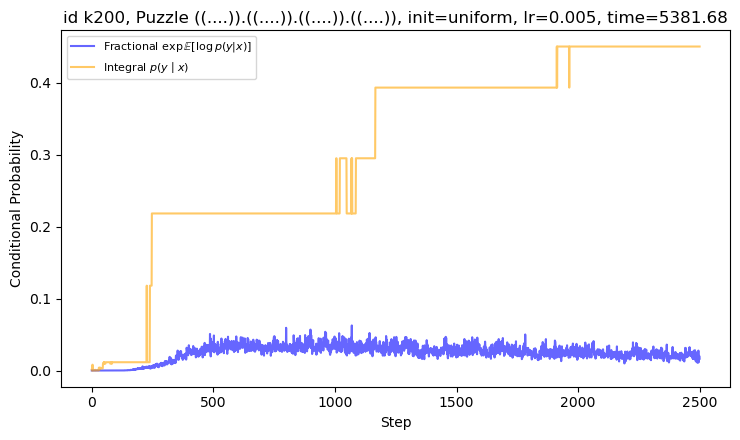 id k200, Puzzle ((....)).((....)).((....)).((....)), init=uniform, lr=0.005, time=5381.68
Fractional exp𝔼[log p(y|x)]
Integral p(y | x)
Conditional Probability
0.4
0.3
0.2
0.1
0.0
0 500 1000 1500 2000 2500
Step